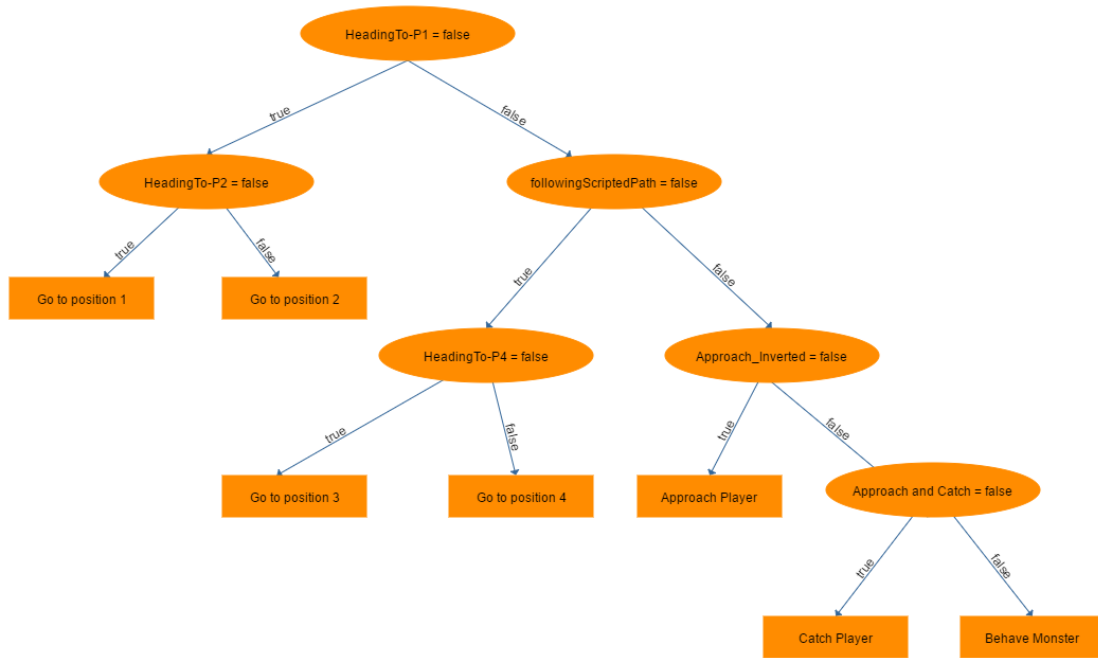 HeadingTo-P1 = false
true
false
HeadingTo-P2 = false
followingScriptedPath = false
true
false
true
false
Go to position 1
Go to position 2
HeadingTo-P4 = false
Approach_Inverted = false
true
false
true
false
Go to position 3
Go to position 4
Approach Player
Approach and Catch = false
true
false
Catch Player
Behave Monster